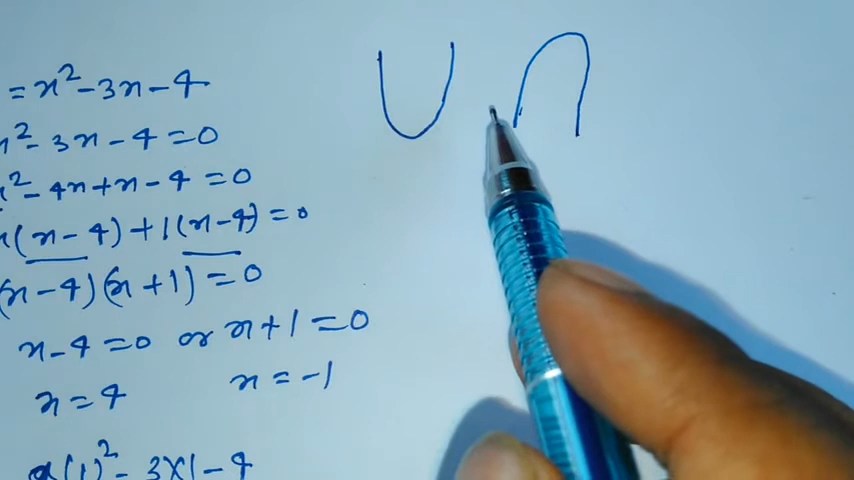 = x² - 3x - 4
x² - 3x - 4 = 0
x² - 4x + x - 4 = 0
x(x - 4) + 1(x - 4) = 0
(x - 4)(x + 1) = 0
x - 4 = 0 or x + 1 = 0
x = 4 x = -1
(1)² - 3×1 - 4